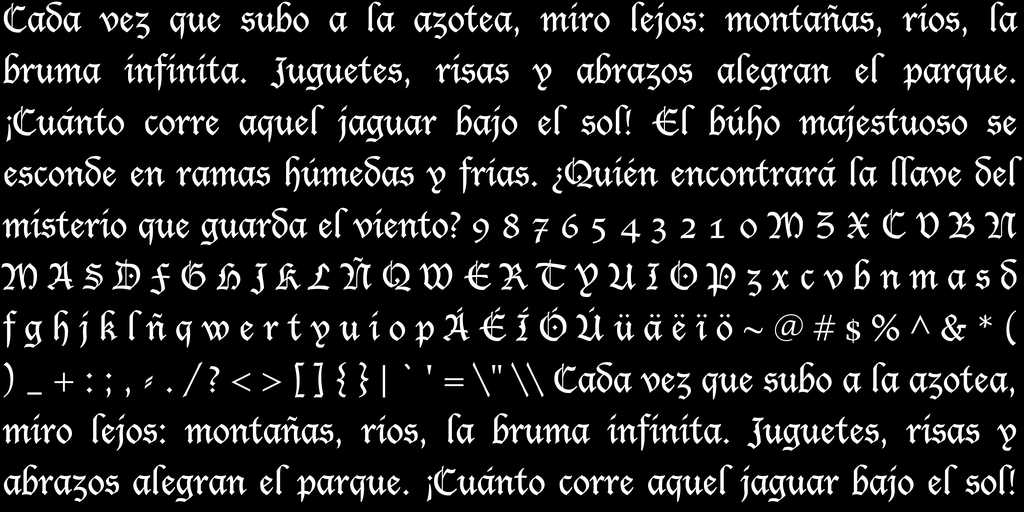 Cada vez que subo a la azotea, miro lejos: montañas, ríos, la
bruma infinita. Juguetes, risas y abrazos alegran el parque.
¡Cuánto corre aquel jaguar bajo el sol! El búho majestuoso se
esconde en ramas húmedas y frías. ¿Quién encontrará la llave del
misterio que guarda el viento? 9 8 7 6 5 4 3 2 1 0 M Z X C V B N
M A S D F G H J K L Ñ Q W E R T Y U I O P z x c v b n m a s d
f g h j k l ñ q w e r t y u i o p Á É Í Ó Ú ü ä ë ï ö ~ @ # $ % ^ & * (
) _ + : ; , - . / ? < > [ ] { } | ` ' = \" \\ Cada vez que subo a la azotea,
miro lejos: montañas, ríos, la bruma infinita. Juguetes, risas y
abrazos alegran el parque. ¡Cuánto corre aquel jaguar bajo el sol!